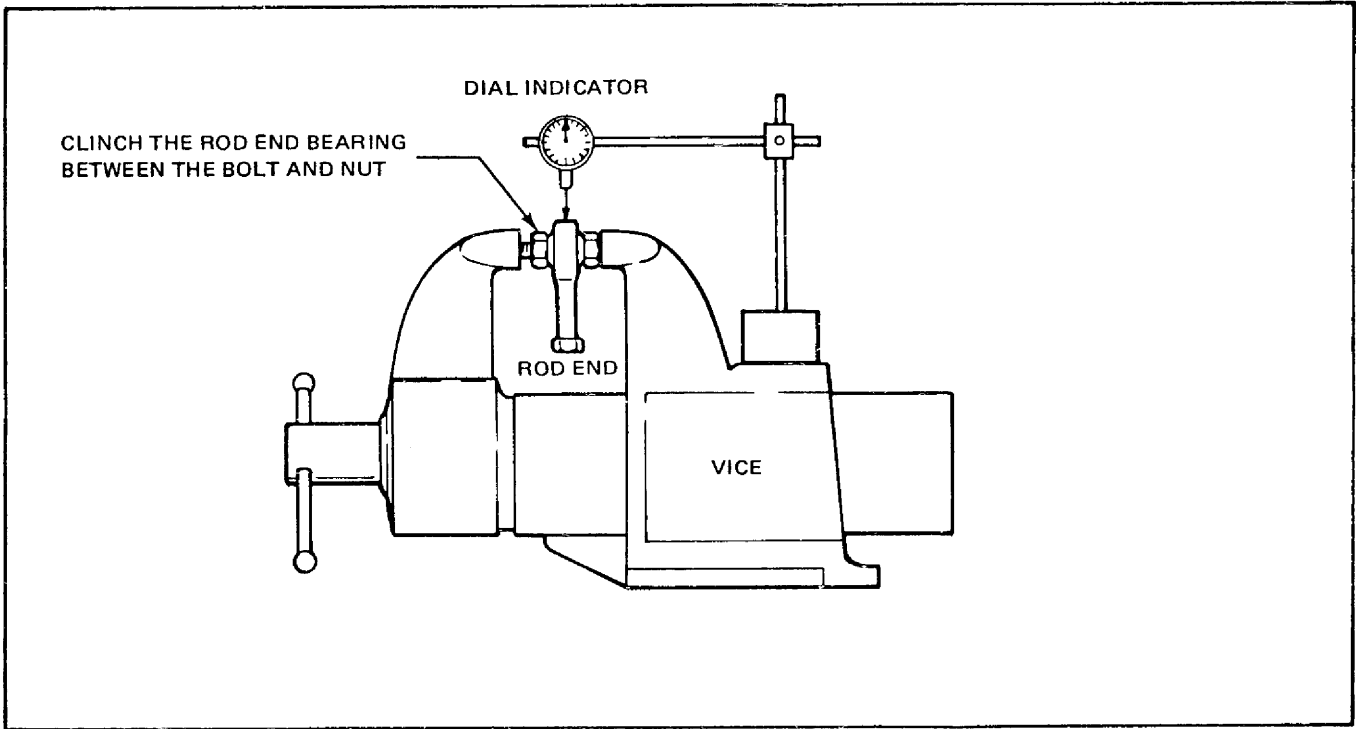 DIAL INDICATOR
CLINCH THE ROD END BEARING
BETWEEN THE BOLT AND NUT
ROD END
VICE